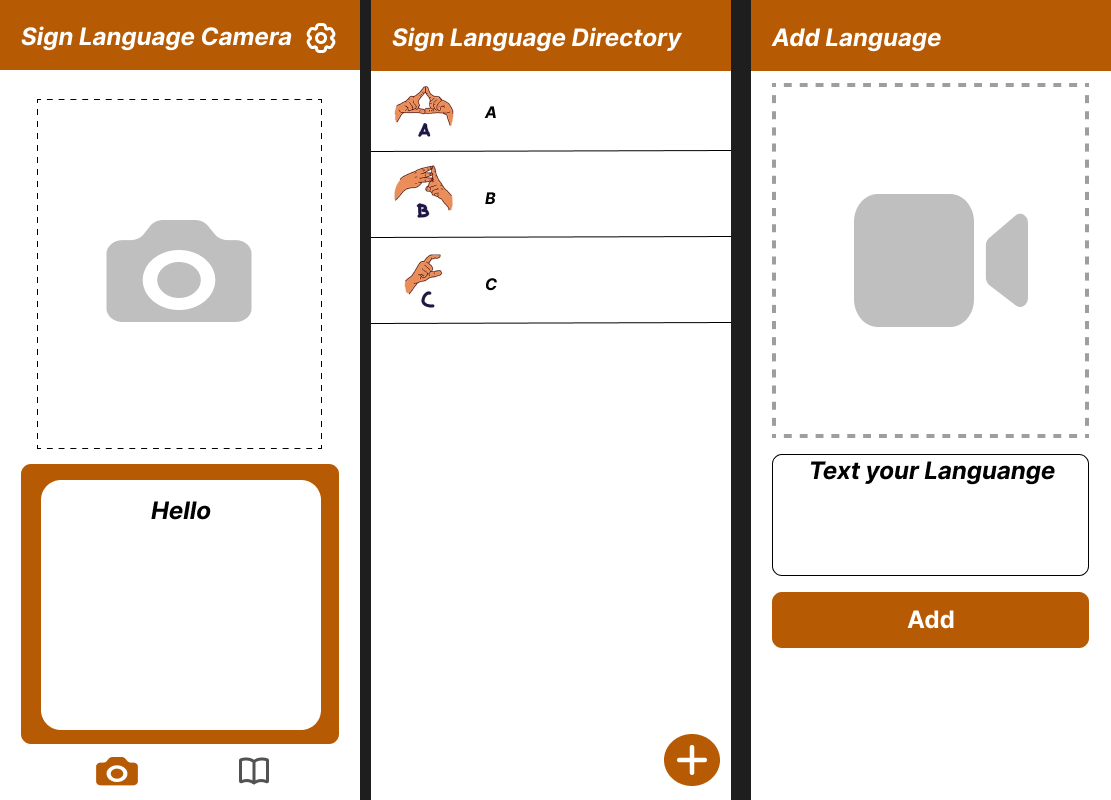 Sign Language Camera
Hello
Sign Language Directory
A
A
B
B
C
C
Add Language
Text your Languange
Add